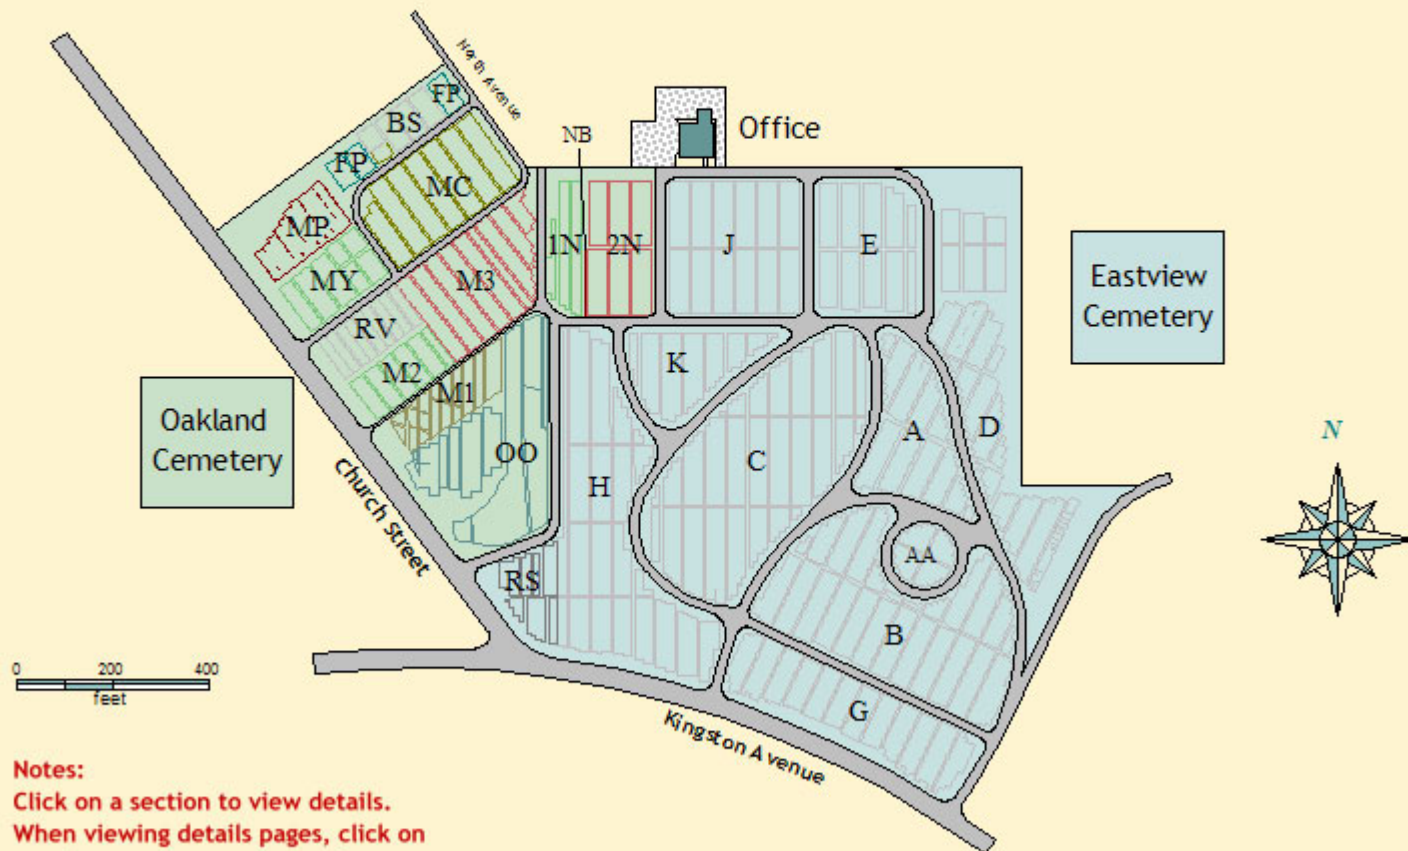 North Avenue
FP
BS
NB
Office
FP
MC
MP
1N
2N
J
E
MY
M3
Eastview
Cemetery
RV
K
M2
M1
A
D
Oakland
Cemetery
OO
C
H
N
Church Street
AA
RS
B
0 200 400
feet
G
Kingston Avenue
Notes:
Click on a section to view details.
When viewing details pages, click on